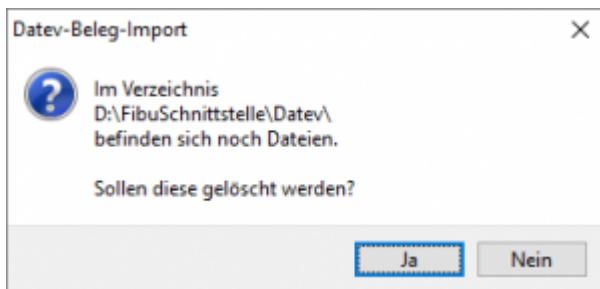 Datev-Beleg-Import
Im Verzeichnis
D:\FibuSchnittstelle\Datev\
befinden sich noch Dateien.
Sollen diese gelöscht werden?
Ja
Nein